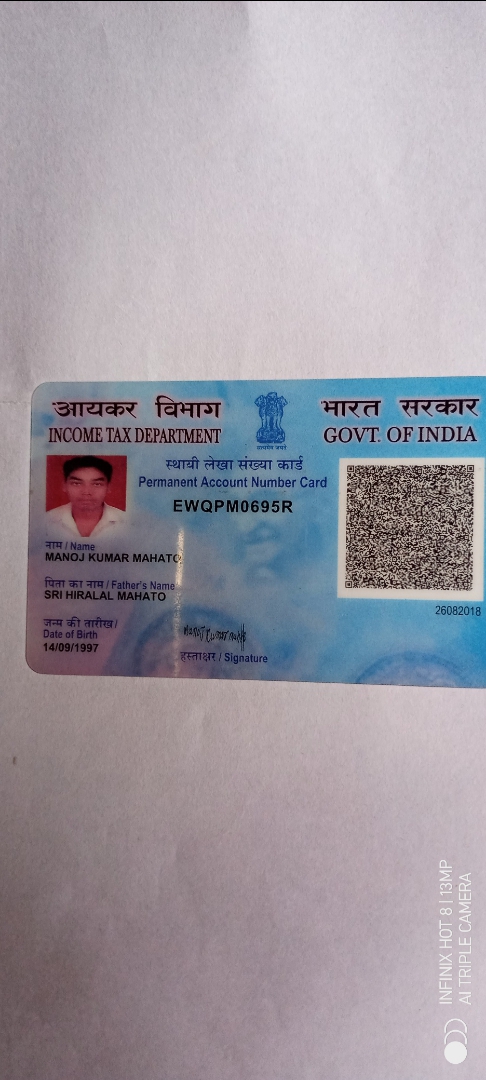 आयकर विभाग
INCOME TAX DEPARTMENT
सत्यमेव जयते
भारत सरकार
GOVT. OF INDIA
स्थायी लेखा संख्या कार्ड
Permanent Account Number Card
EWQPM0695R
नाम / Name
MANOJ KUMAR MAHATO
पिता का नाम / Father's Name
SRI HIRALAL MAHATO
जन्म की तारीख /
Date of Birth
14/09/1997
हस्ताक्षर / Signature
26082018
INFINIX HOT 8 | 13MP
AI TRIPLE CAMERA